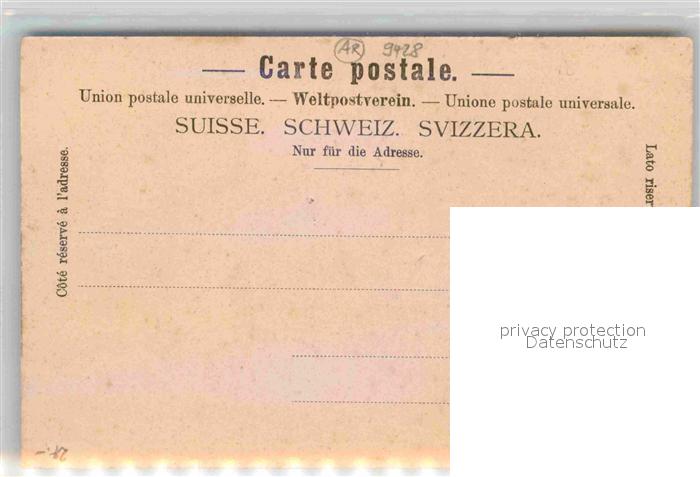 AR 9428
— Carte postale. —
Union postale universelle. — Weltpostverein. — Unione postale universale.
SUISSE. SCHWEIZ. SVIZZERA.
Nur für die Adresse.
Côté réservé à l'adresse.
Lato
privacy protection
Datenschutz